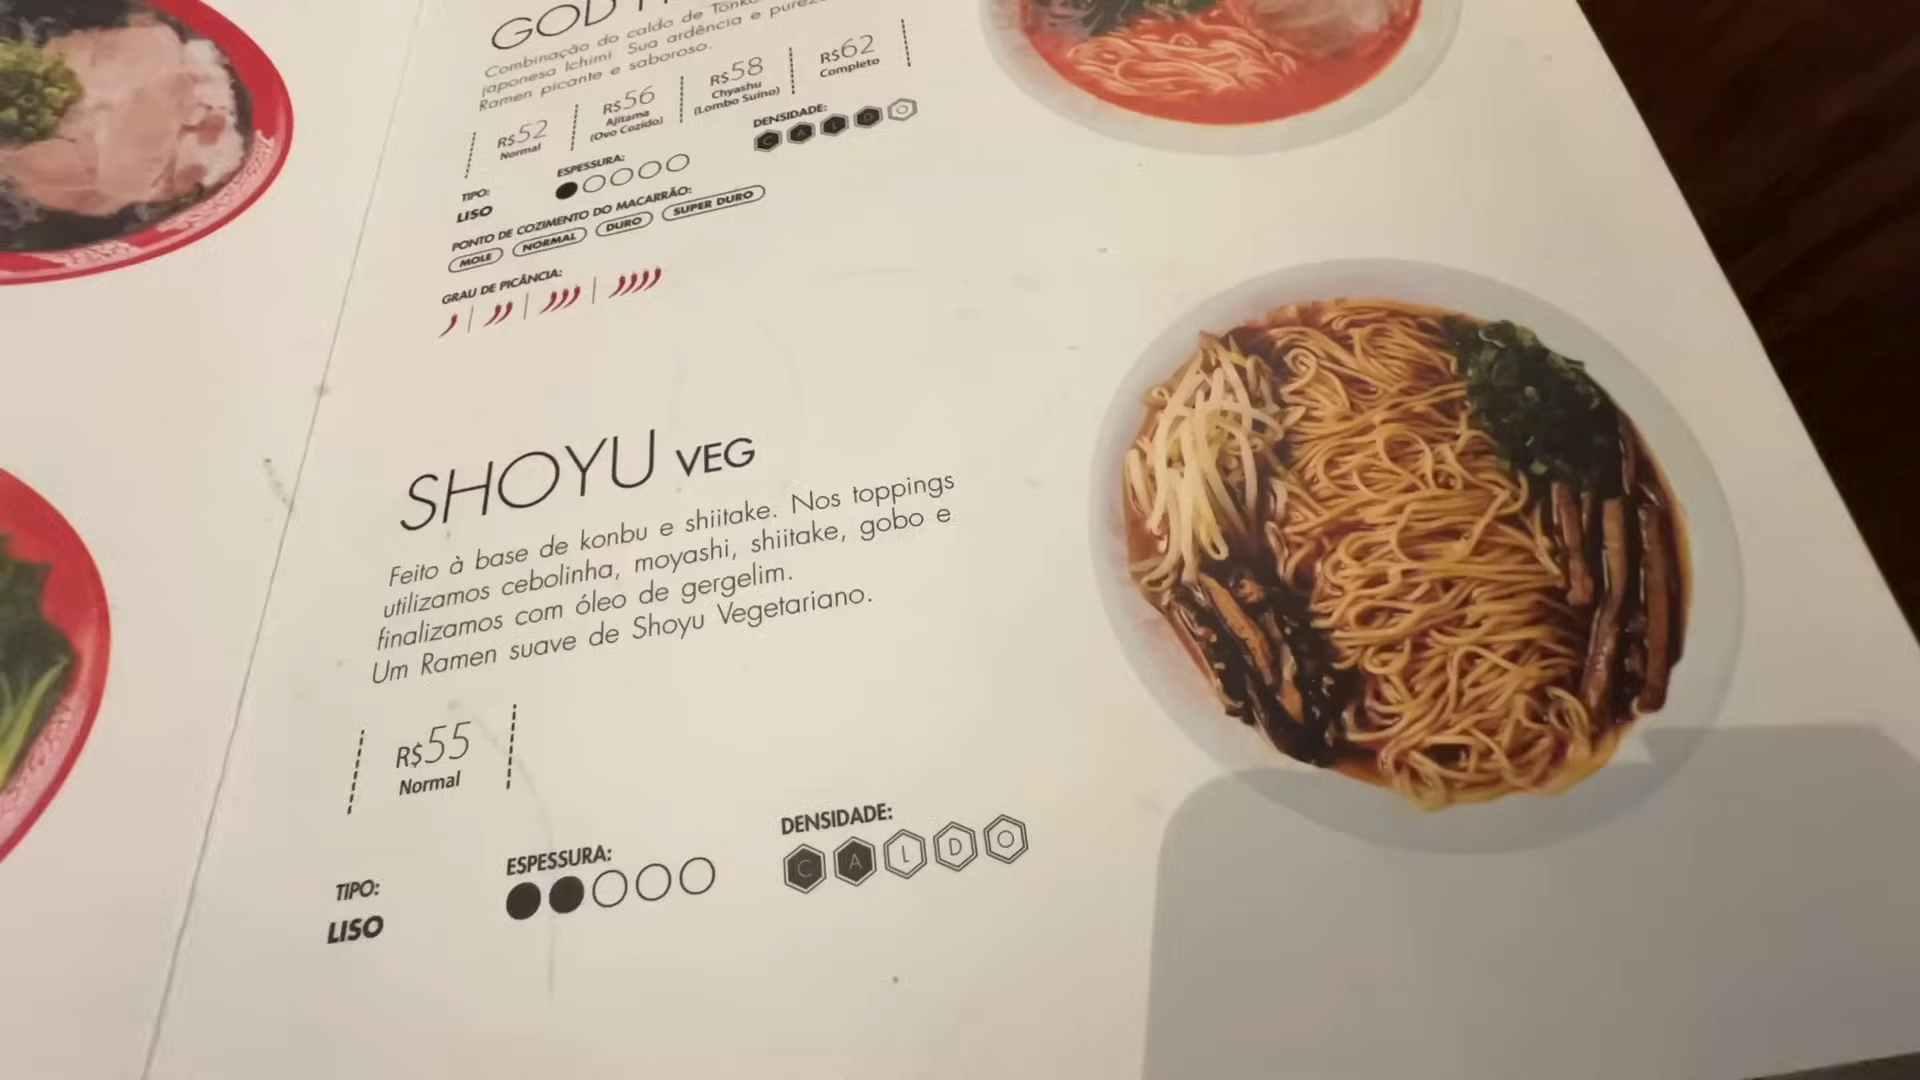 GOD
Combinação do caldo de
japonesa Ichimi. Sua ardência e
Ramen picante e saboroso.
R$52 R$56 R$58 R$62
Normal Ajitama Chyashu Completo
(Ovo Cozido) (Lombo Suíno)
TIPO: ESPESSURA: DENSIDADE:
LISO C A L D O
PONTO DE COZIMENTO DO MACARRÃO:
MOLE NORMAL DURO SUPER DURO
GRAU DE PICÂNCIA:
SHOYU VEG
Feito à base de konbu e shiitake. Nos toppings
utilizamos cebolinha, moyashi, shiitake, gobo e
finalizamos com óleo de gergelim.
Um Ramen suave de Shoyu Vegetariano.
R$55
Normal
TIPO: ESPESSURA: DENSIDADE:
LISO C A L D O